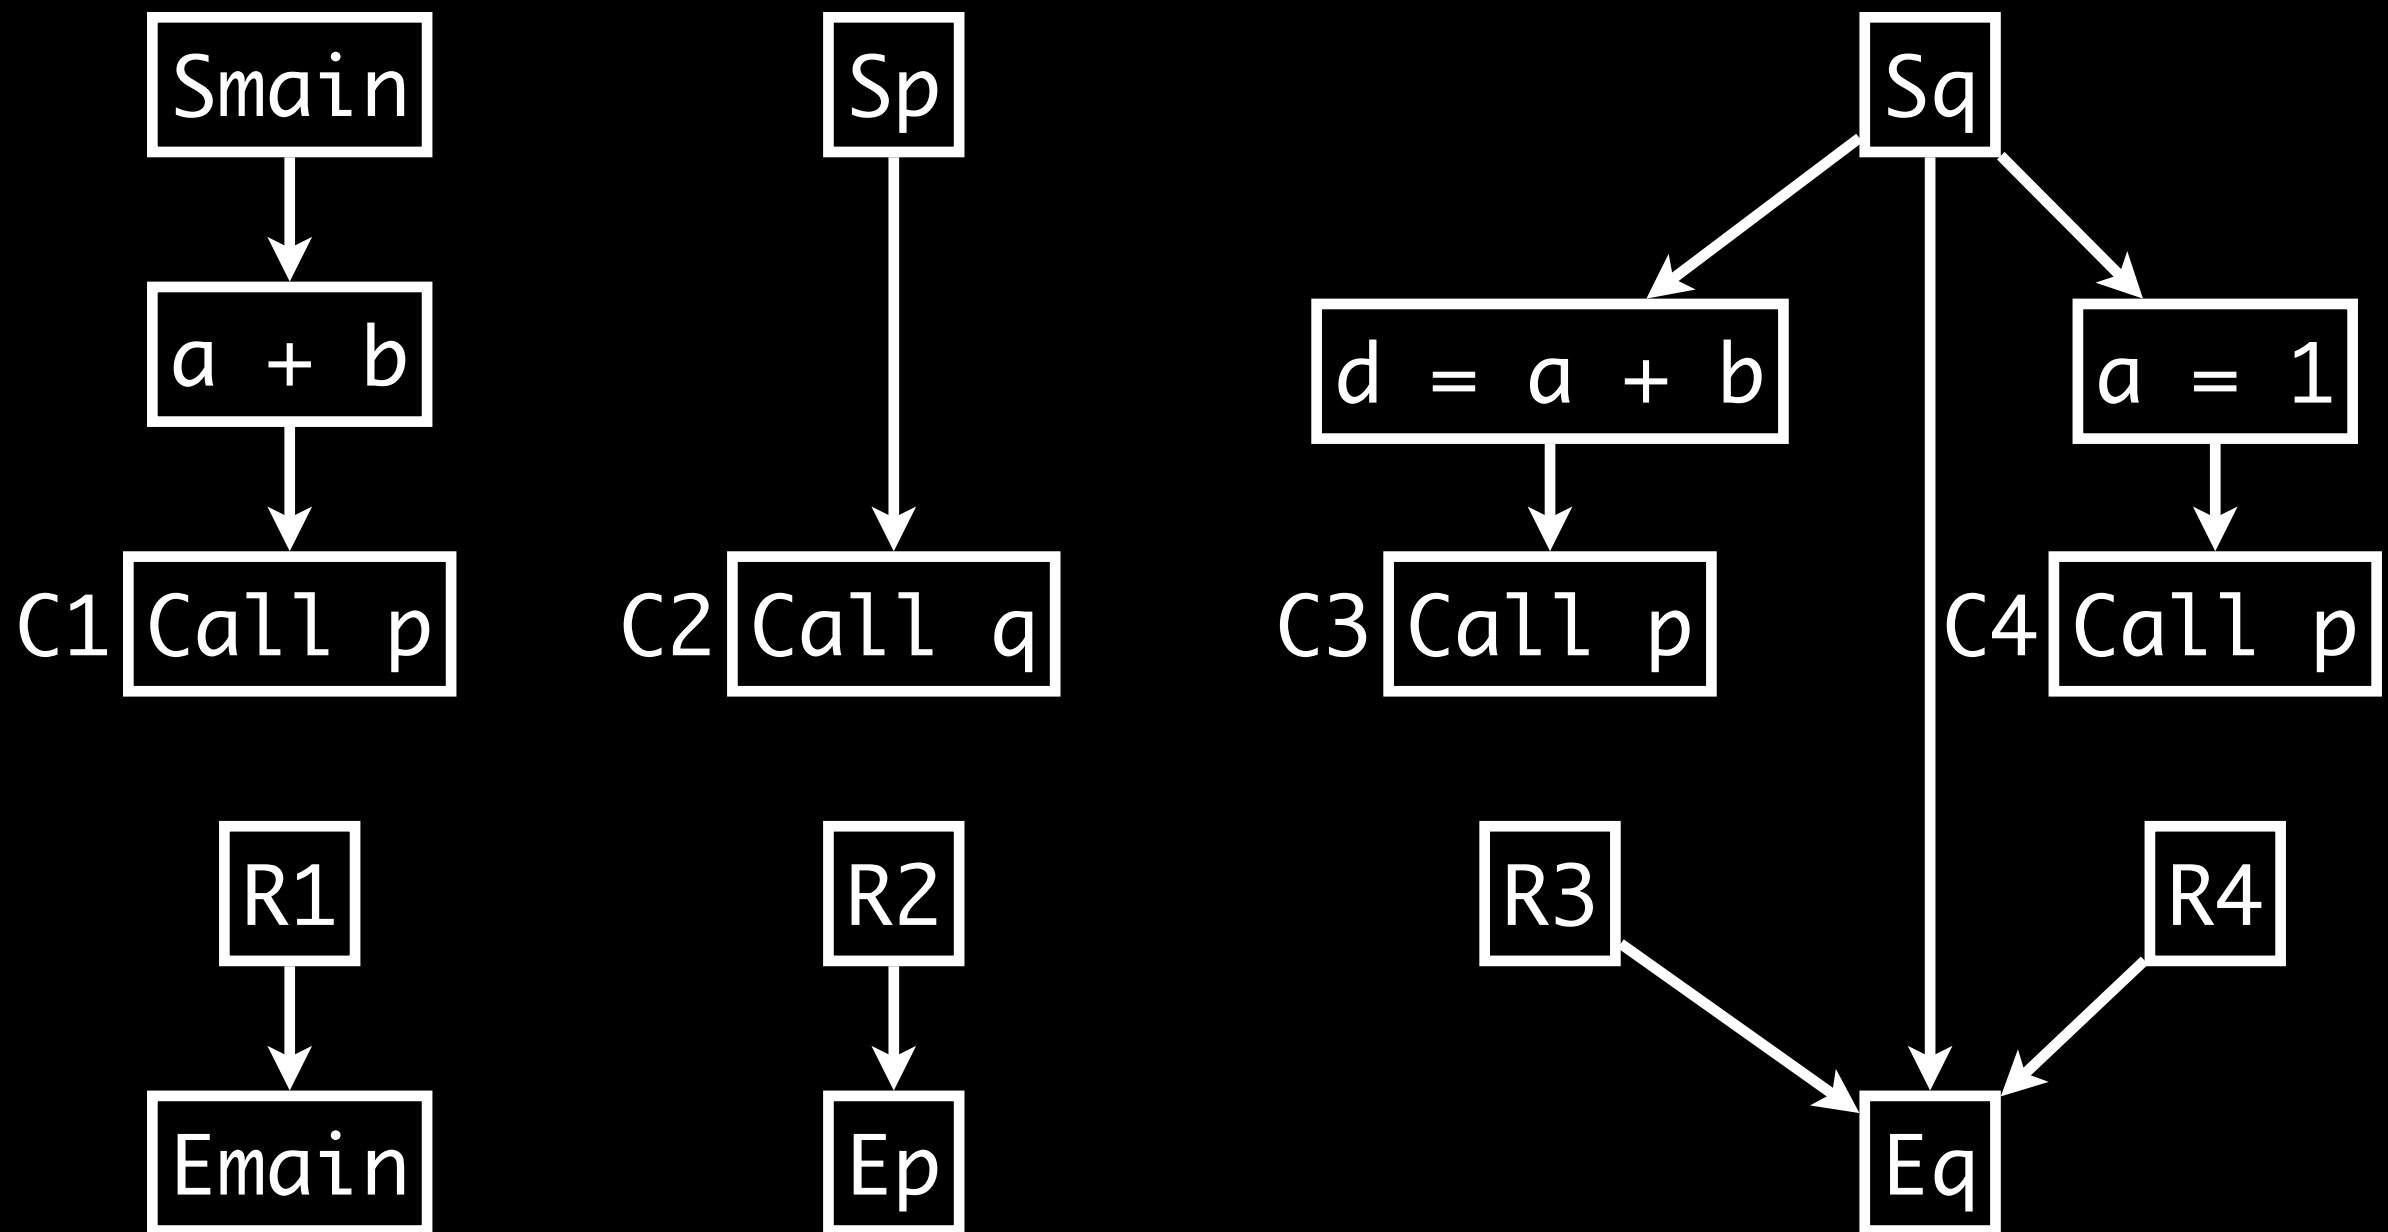 Smain
Sp
Sq
a + b
d = a + b
a = 1
C1 Call p
C2 Call q
C3 Call p
C4 Call p
R1
R2
R3
R4
Emain
Ep
Eq